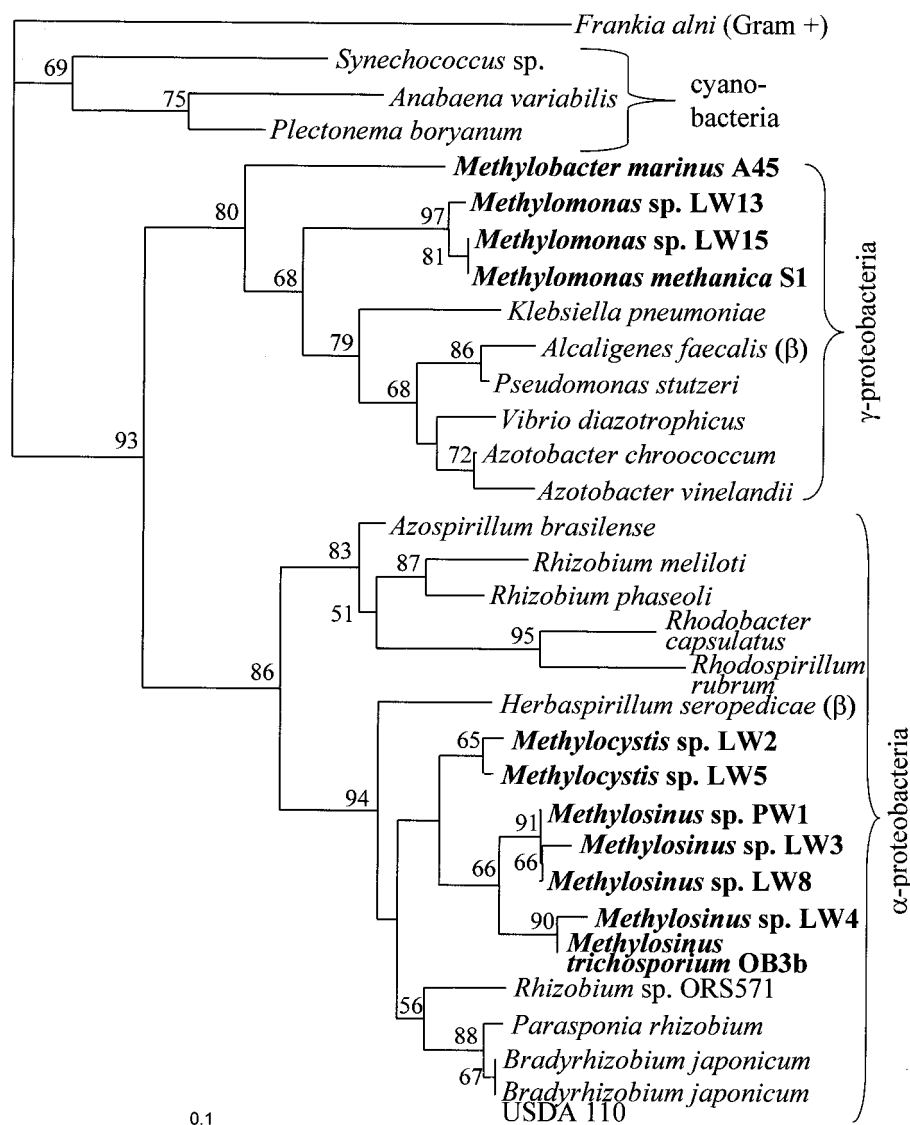 Frankia alni (Gram +)
69
Synechococcus sp.
75
Anabaena variabilis
Plectonema boryanum
cyano-
bacteria
Methylobacter marinus A45
80
97
Methylomonas sp. LW13
81
Methylomonas sp. LW15
Methylomonas methanica S1
68
Klebsiella pneumoniae
79
86
Alcaligenes faecalis (β)
Pseudomonas stutzeri
68
Vibrio diazotrophicus
72
Azotobacter chroococcum
Azotobacter vinelandii
γ-proteobacteria
93
Azospirillum brasilense
83
87
Rhizobium meliloti
Rhizobium phaseoli
51
95
Rhodobacter
capsulatus
Rhodospirillum
rubrum
86
Herbaspirillum seropedicae (β)
65
Methylocystis sp. LW2
Methylocystis sp. LW5
94
91
Methylosinus sp. PW1
66
Methylosinus sp. LW3
66
Methylosinus sp. LW8
90
Methylosinus sp. LW4
Methylosinus
trichosporium OB3b
56
Rhizobium sp. ORS571
88
Parasponia rhizobium
67
Bradyrhizobium japonicum
Bradyrhizobium japonicum
USDA 110
α-proteobacteria
0.1